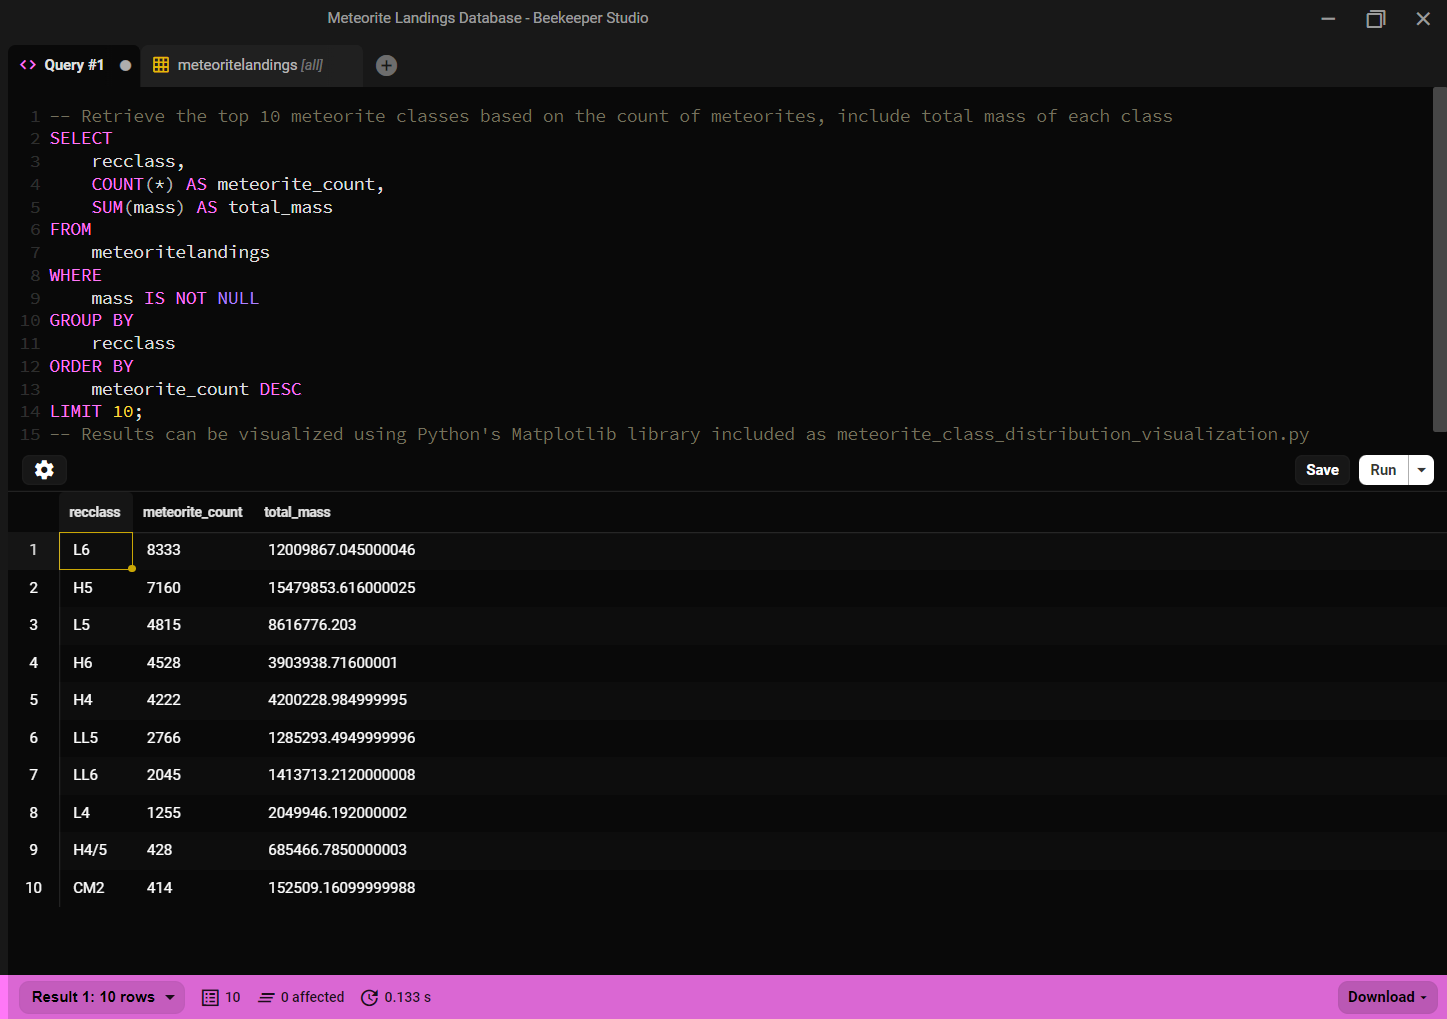 Meteorite Landings Database - Beekeeper Studio
<> Query #1 meteoritelandings [all]
1 -- Retrieve the top 10 meteorite classes based on the count of meteorites, include total mass of each class
2 SELECT
3 recclass,
4 COUNT(*) AS meteorite_count,
5 SUM(mass) AS total_mass
6 FROM
7 meteoritelandings
8 WHERE
9 mass IS NOT NULL
10 GROUP BY
11 recclass
12 ORDER BY
13 meteorite_count DESC
14 LIMIT 10;
15 -- Results can be visualized using Python's Matplotlib library included as meteorite_class_distribution_visualization.py
Save Run
recclass meteorite_count total_mass
1 L6 8333 12009867.045000046
2 H5 7160 15479853.616000025
3 L5 4815 8616776.203
4 H6 4528 3903938.71600001
5 H4 4222 4200228.984999995
6 LL5 2766 1285293.4949999996
7 LL6 2045 1413713.2120000008
8 L4 1255 2049946.192000002
9 H4/5 428 685466.7850000003
10 CM2 414 152509.16099999988
Result 1: 10 rows 10 0 affected 0.133 s Download